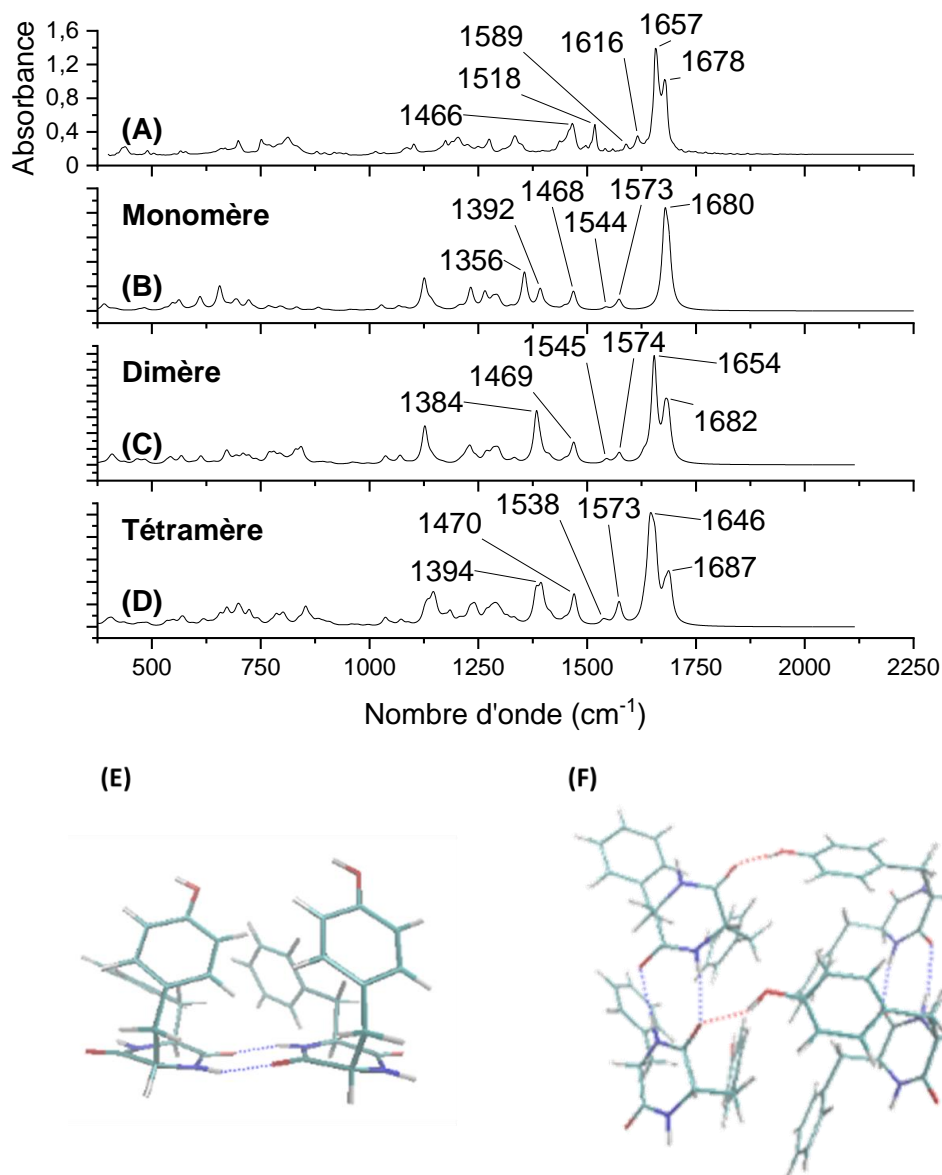 Absorbance
1,6
1,2
0,8
0,4
0
(A)
1466
1518
1589
1616
1657
1678
Monomère
(B)
1356
1392
1468
1544
1573
1680
Dimère
(C)
1384
1469
1545
1574
1654
1682
Tétramère
(D)
1394
1470
1538
1573
1646
1687
500 750 1000 1250 1500 1750 2000 2250
Nombre d'onde (cm⁻¹)
(E)
(F)